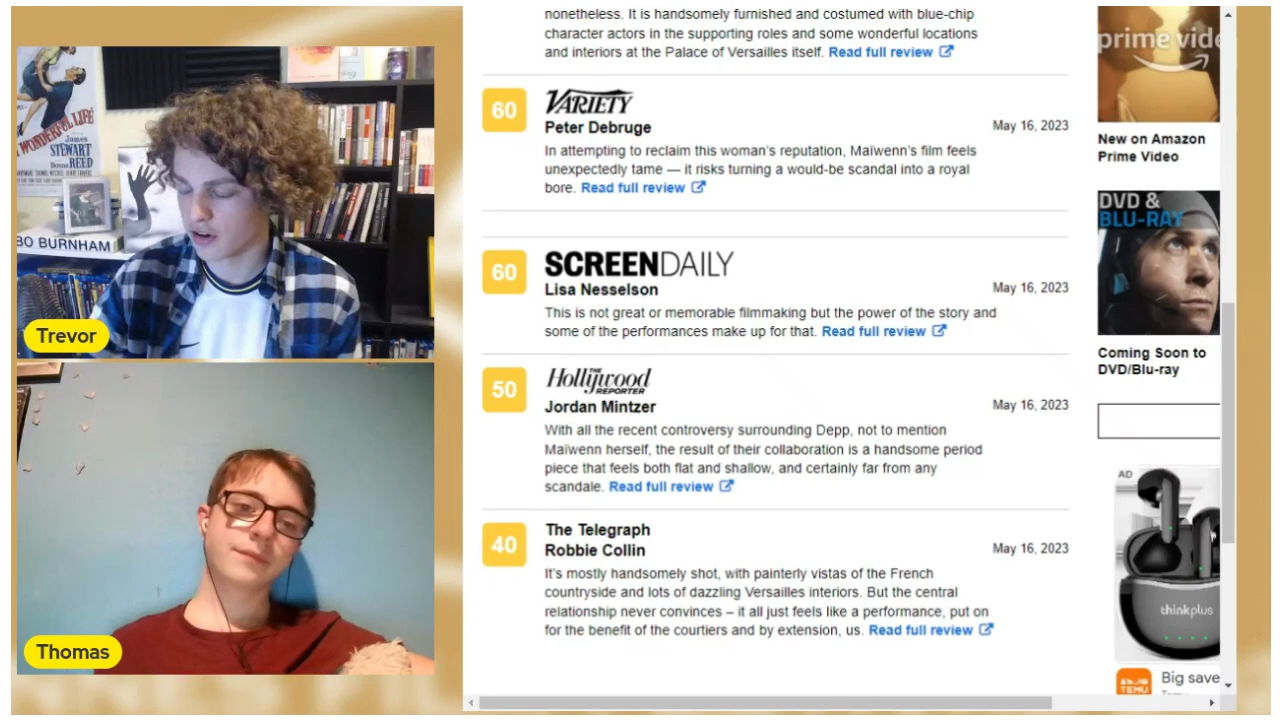 WONDERFUL LIFE
James
STEWART
Donna REED
BO BURNHAM
Trevor
Thomas
nonetheless. It is handsomely furnished and costumed with blue-chip
character actors in the supporting roles and some wonderful locations
and interiors at the Palace of Versailles itself. Read full review
60
VARIETY
Peter Debruge
May 16, 2023
In attempting to reclaim this woman's reputation, Maïwenn's film feels
unexpectedly tame — it risks turning a would-be scandal into a royal
bore. Read full review
60
SCREENDAILY
Lisa Nesselson
May 16, 2023
This is not great or memorable filmmaking but the power of the story and
some of the performances make up for that. Read full review
50
THE
Hollywood
REPORTER
Jordan Mintzer
May 16, 2023
With all the recent controversy surrounding Depp, not to mention
Maïwenn herself, the result of their collaboration is a handsome period
piece that feels both flat and shallow, and certainly far from any
scandale. Read full review
40
The Telegraph
Robbie Collin
May 16, 2023
It's mostly handsomely shot, with painterly vistas of the French
countryside and lots of dazzling Versailles interiors. But the central
relationship never convinces – it all just feels like a performance, put on
for the benefit of the courtiers and by extension, us. Read full review
prime vide
New on Amazon
Prime Video
DVD &
BLU-RAY
Coming Soon to
DVD/Blu-ray
AD
thinkplus
TEMU
Big save